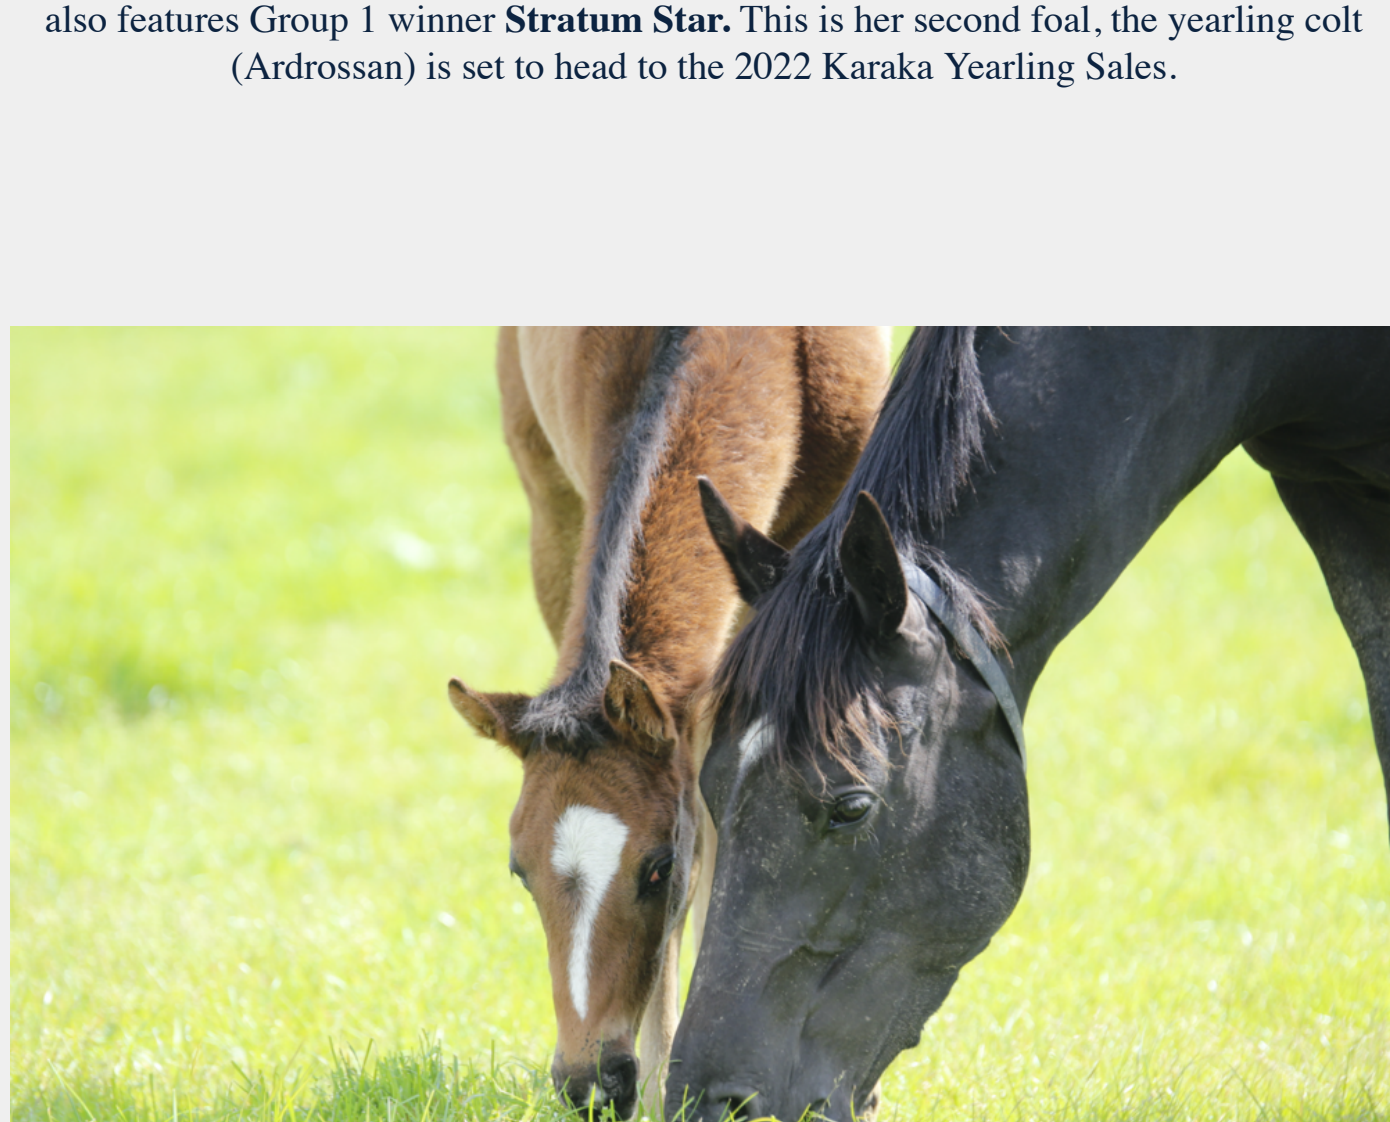 also features Group 1 winner Stratum Star. This is her second foal, the yearling colt
(Ardrossan) is set to head to the 2022 Karaka Yearling Sales.